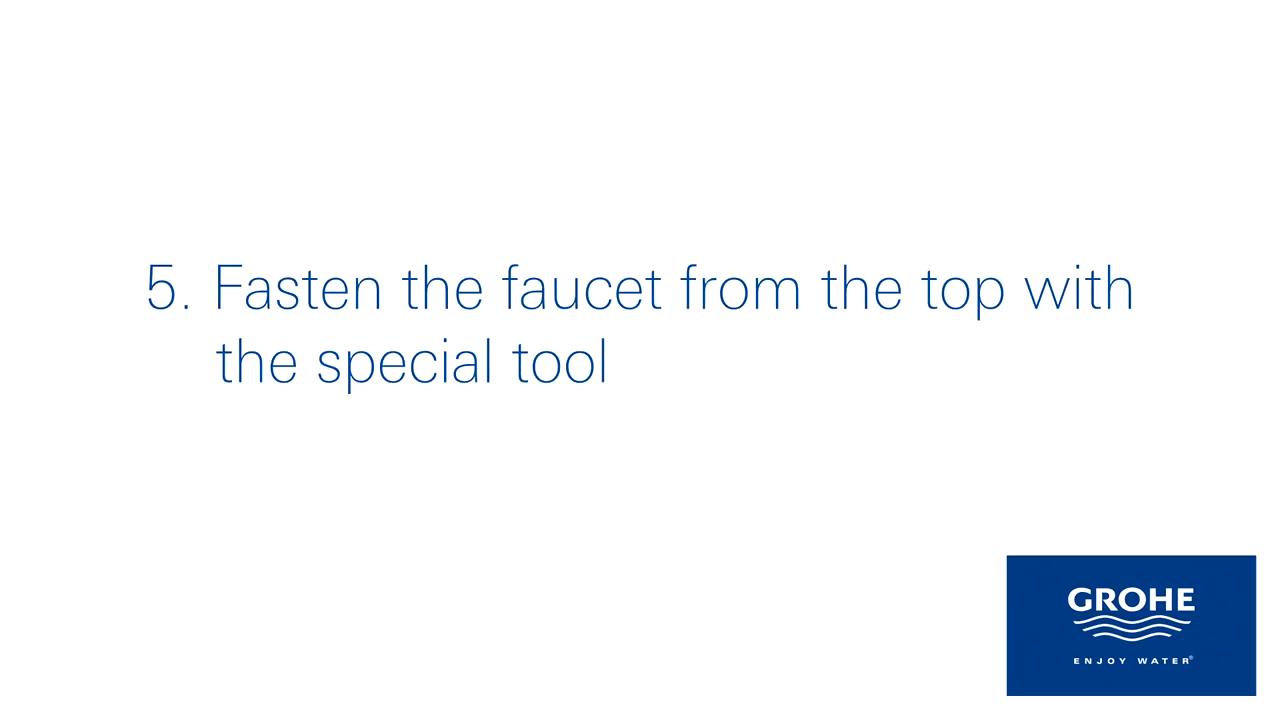 5. Fasten the faucet from the top with
the special tool
GROHE
ENJOY WATER®